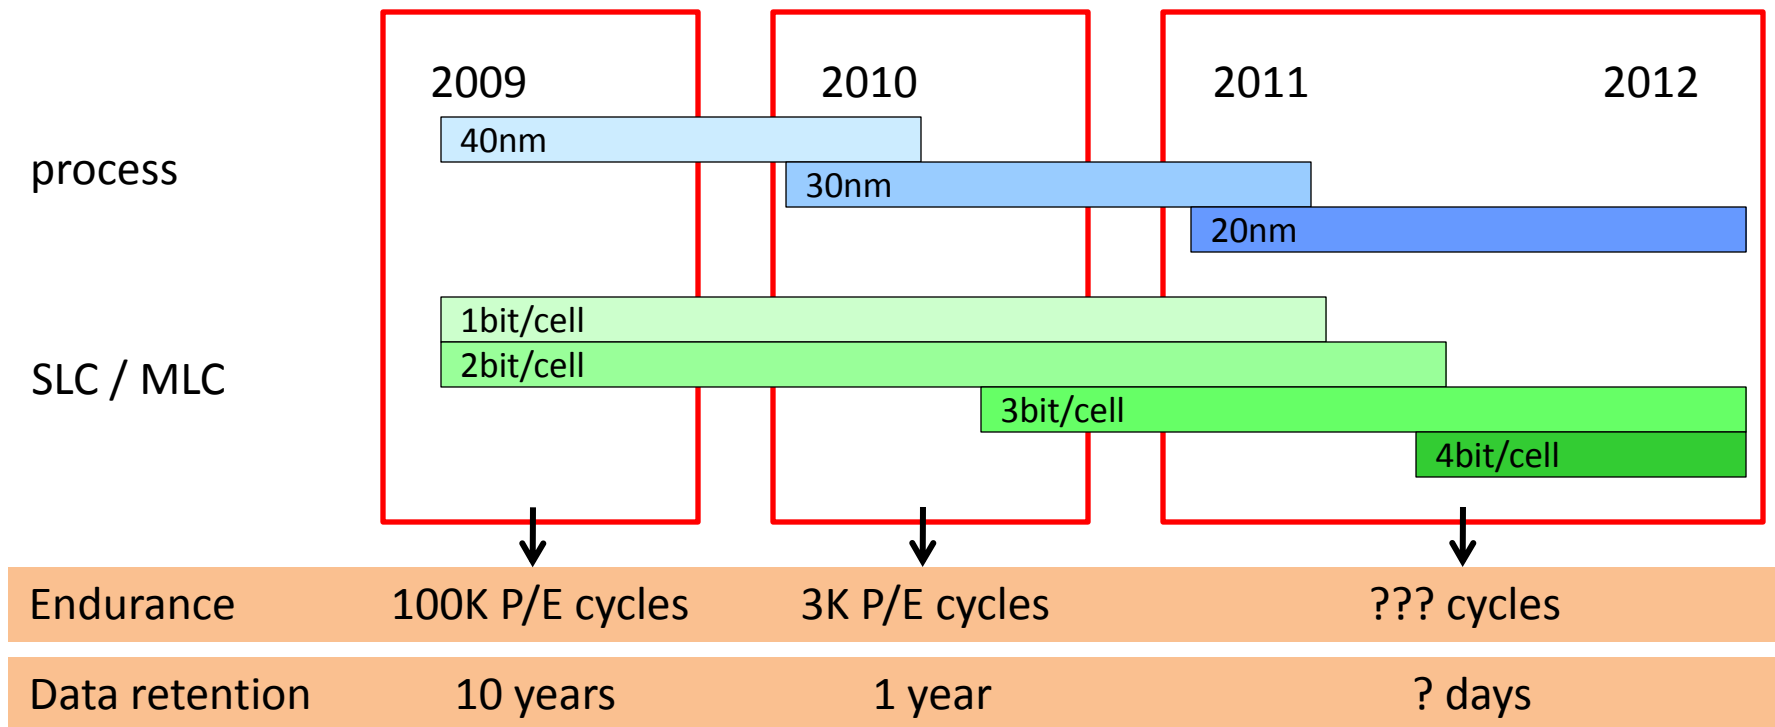 2009 2010 2011 2012
40nm
process
30nm
20nm
1bit/cell
2bit/cell
SLC / MLC
3bit/cell
4bit/cell
Endurance 100K P/E cycles 3K P/E cycles ??? cycles
Data retention 10 years 1 year ? days